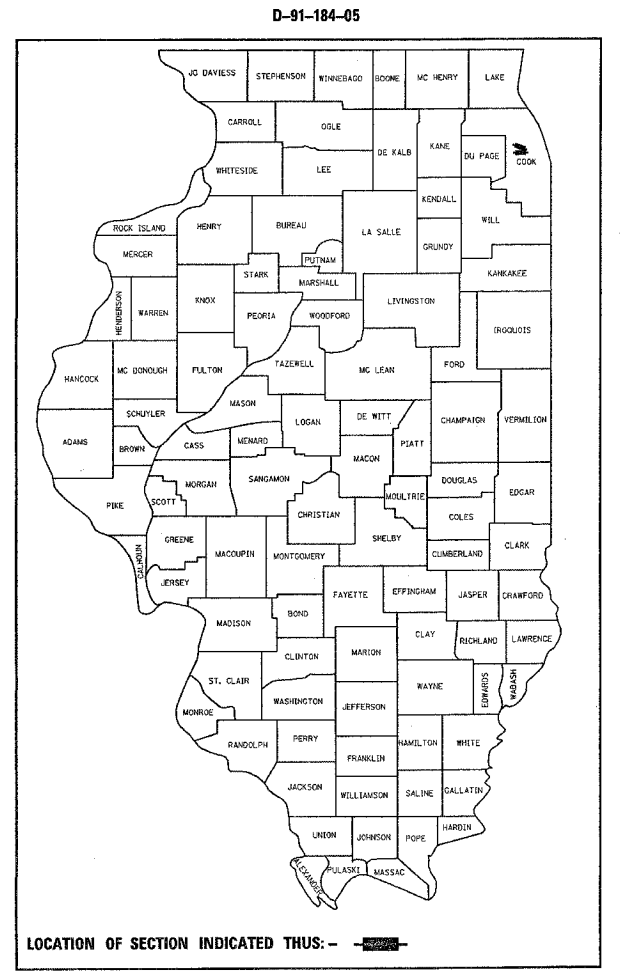 D-91-184-05
JO DAVIESS STEPHENSON WINNEBAGO BOONE MC HENRY LAKE
CARROLL OGLE DE KALB KANE DU PAGE COOK
WHITESIDE LEE
KENDALL
ROCK ISLAND HENRY BUREAU LA SALLE GRUNDY WILL
MERCER PUTNAM
STARK MARSHALL KANKAKEE
HENDERSON WARREN KNOX PEORIA WOODFORD LIVINGSTON IROQUOIS
HANCOCK MC DONOUGH FULTON TAZEWELL MC LEAN FORD
MASON
SCHUYLER LOGAN DE WITT CHAMPAIGN VERMILION
ADAMS BROWN CASS MENARD PIATT
MACON
MORGAN SANGAMON DOUGLAS
PIKE SCOTT MOULTRIE EDGAR
CHRISTIAN COLES
CALHOUN GREENE MACOUPIN MONTGOMERY SHELBY CLARK
CUMBERLAND
JERSEY FAYETTE EFFINGHAM JASPER CRAWFORD
MADISON BOND
CLAY RICHLAND LAWRENCE
CLINTON MARION
ST. CLAIR WAYNE EDWARDS WABASH
WASHINGTON JEFFERSON
MONROE
RANDOLPH PERRY HAMILTON WHITE
FRANKLIN
JACKSON WILLIAMSON SALINE GALLATIN
UNION JOHNSON POPE HARDIN
ALEXANDER PULASKI MASSAC
LOCATION OF SECTION INDICATED THUS: -